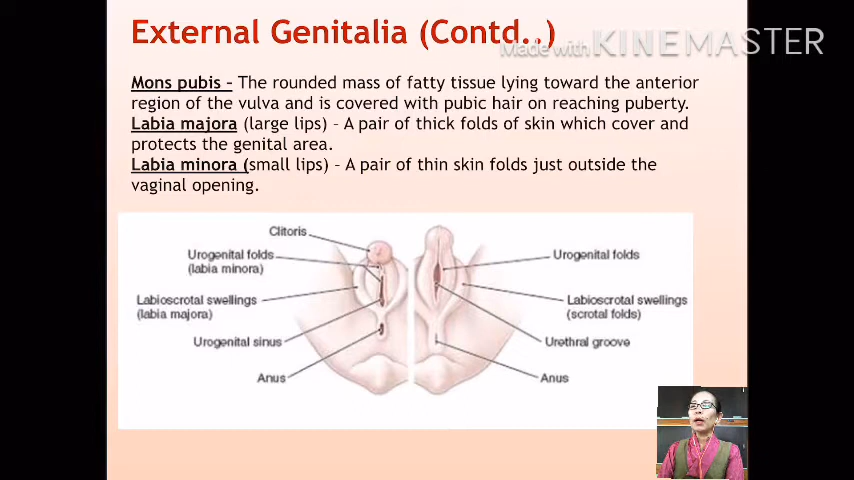 External Genitalia (Contd..)
Made with KINEMASTER
Mons pubis – The rounded mass of fatty tissue lying toward the anterior
region of the vulva and is covered with pubic hair on reaching puberty.
Labia majora (large lips) – A pair of thick folds of skin which cover and
protects the genital area.
Labia minora (small lips) – A pair of thin skin folds just outside the
vaginal opening.
Clitoris
Urogenital folds
(labia minora)
Labioscrotal swellings
(labia majora)
Urogenital sinus
Anus
Urogenital folds
Labioscrotal swellings
(scrotal folds)
Urethral groove
Anus